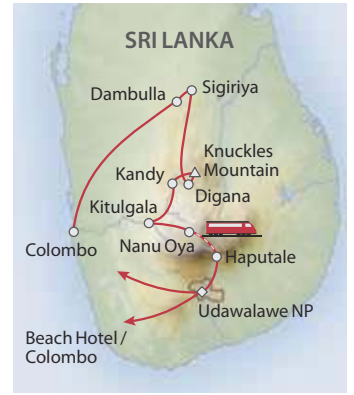 SRI LANKA
Sigiriya
Dambulla
Knuckles
Mountain
Kandy
Digana
Kitulgala
Colombo
Nanu Oya
Haputale
Udawalawe NP
Beach Hotel /
Colombo